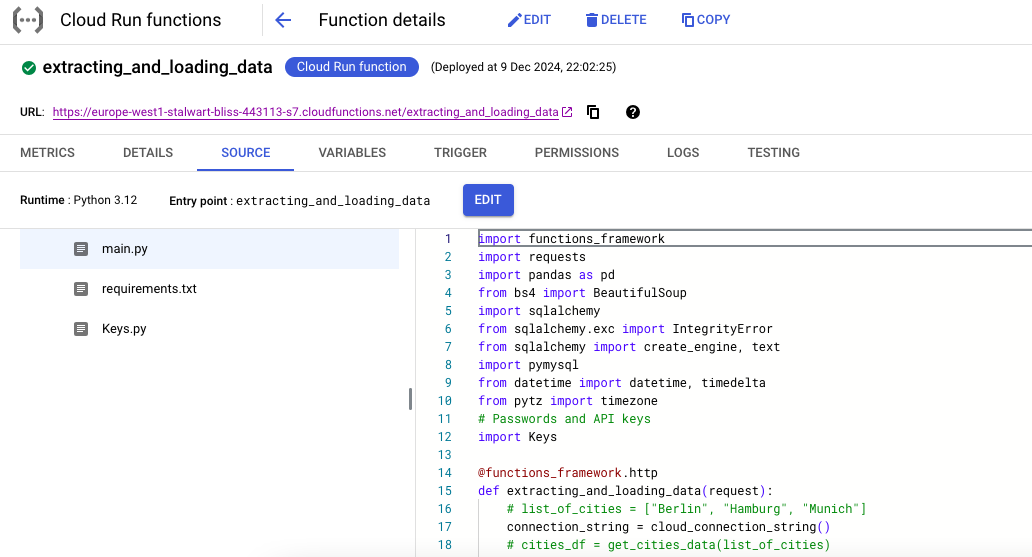 Cloud Run functions
Function details
EDIT
DELETE
COPY
extracting_and_loading_data
Cloud Run function
(Deployed at 9 Dec 2024, 22:02:25)
URL: https://europe-west1-stalwart-bliss-443113-s7.cloudfunctions.net/extracting_and_loading_data
METRICS
DETAILS
SOURCE
VARIABLES
TRIGGER
PERMISSIONS
LOGS
TESTING
Runtime : Python 3.12
Entry point : extracting_and_loading_data
EDIT
main.py
requirements.txt
Keys.py
1 import functions_framework
2 import requests
3 import pandas as pd
4 from bs4 import BeautifulSoup
5 import sqlalchemy
6 from sqlalchemy.exc import IntegrityError
7 from sqlalchemy import create_engine, text
8 import pymysql
9 from datetime import datetime, timedelta
10 from pytz import timezone
11 # Passwords and API keys
12 import Keys
13
14 @functions_framework.http
15 def extracting_and_loading_data(request):
16     # list_of_cities = ["Berlin", "Hamburg", "Munich"]
17     connection_string = cloud_connection_string()
18     # cities_df = get_cities_data(list_of_cities)